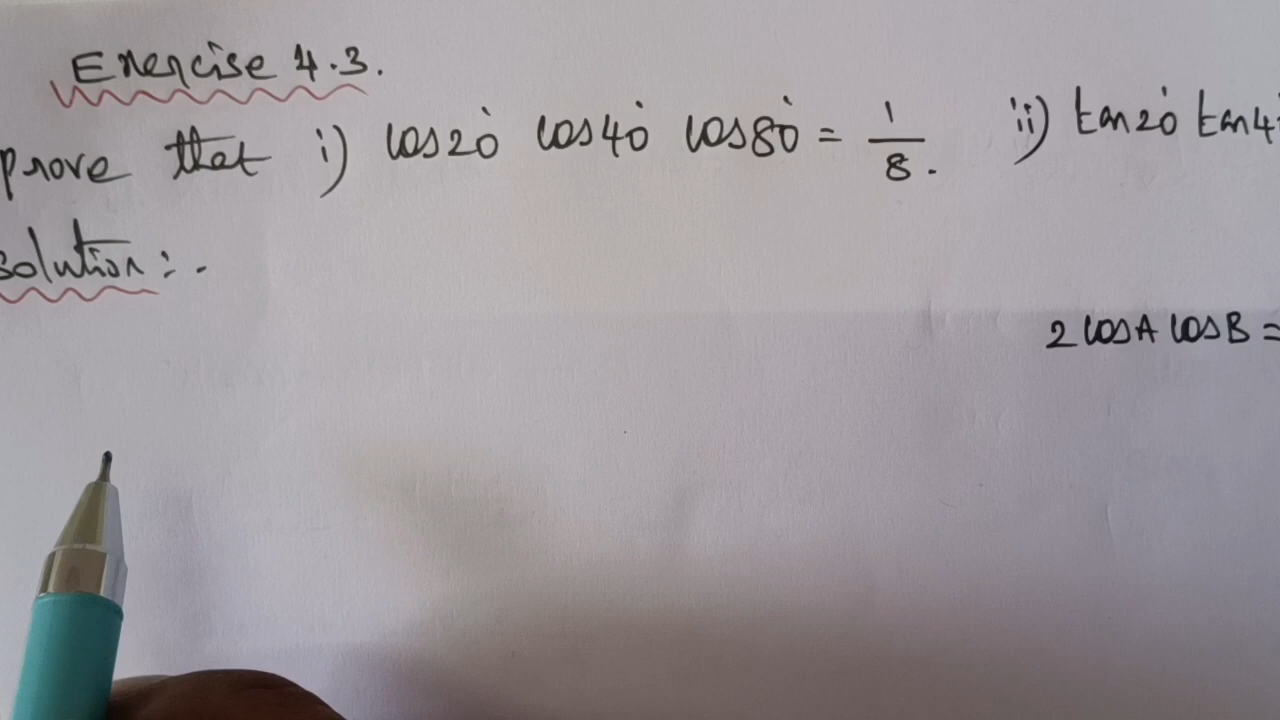 Exercise 4.3.
prove that i) cos20° cos40° cos80° = 1/8. ii) tan20° tan4
solution:-
2 cosA cosB =